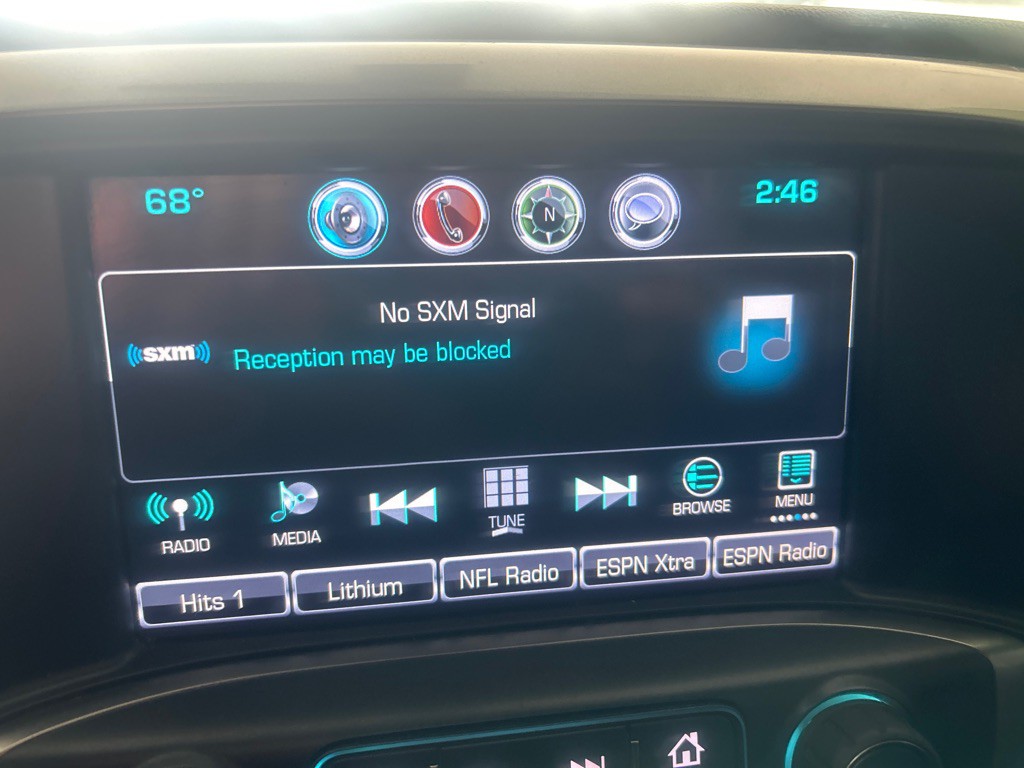 68°
N
2:46
No SXM Signal
sxm
Reception may be blocked
RADIO
MEDIA
TUNE
BROWSE
MENU
Hits 1
Lithium
NFL Radio
ESPN Xtra
ESPN Radio